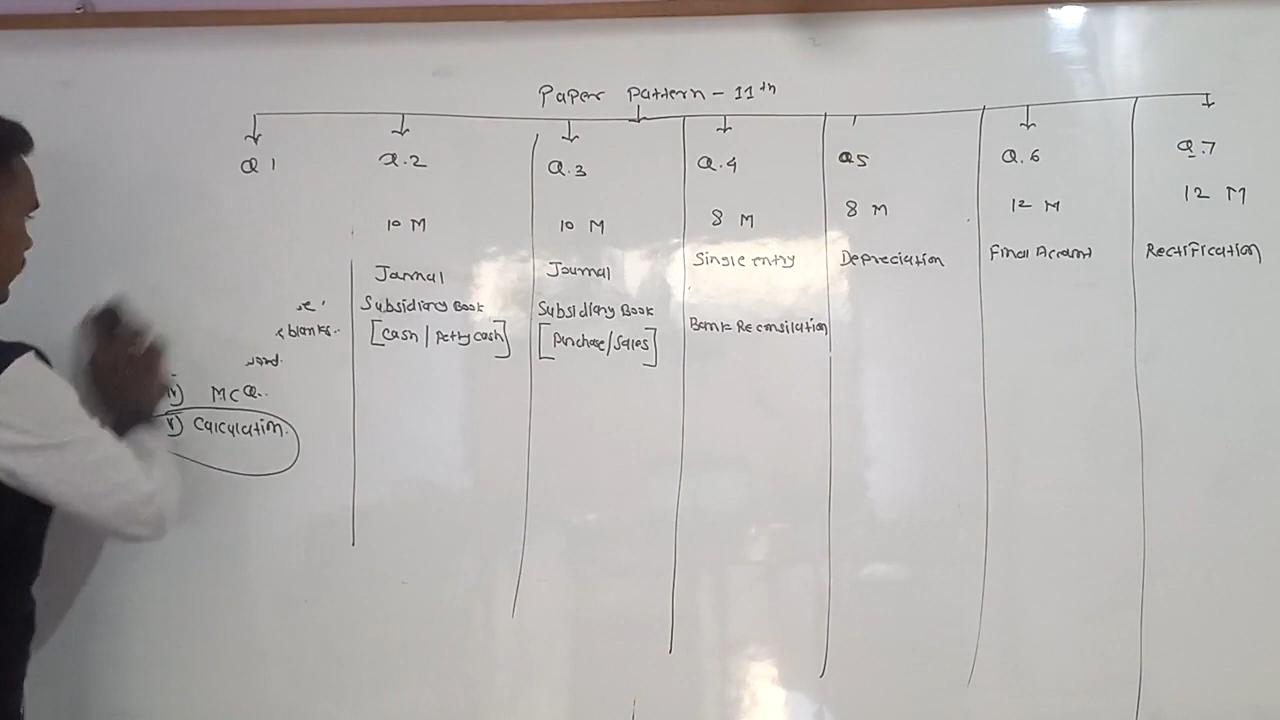 Paper Pattern - 11th
Q 1
Q.2
10 M
Journal
Subsidiary Book
[Cash / Petty cash]
Q.3
10 M
Journal
Subsidiary Book
[Purchase/Sales]
Q.4
8 M
Single entry
Bank Reconsilation
Q5
8 M
Depreciation
Q.6
12 M
Final Account
Q.7
12 M
Rectification
blanks..
word.
iv) MCQ..
v) Calculation.